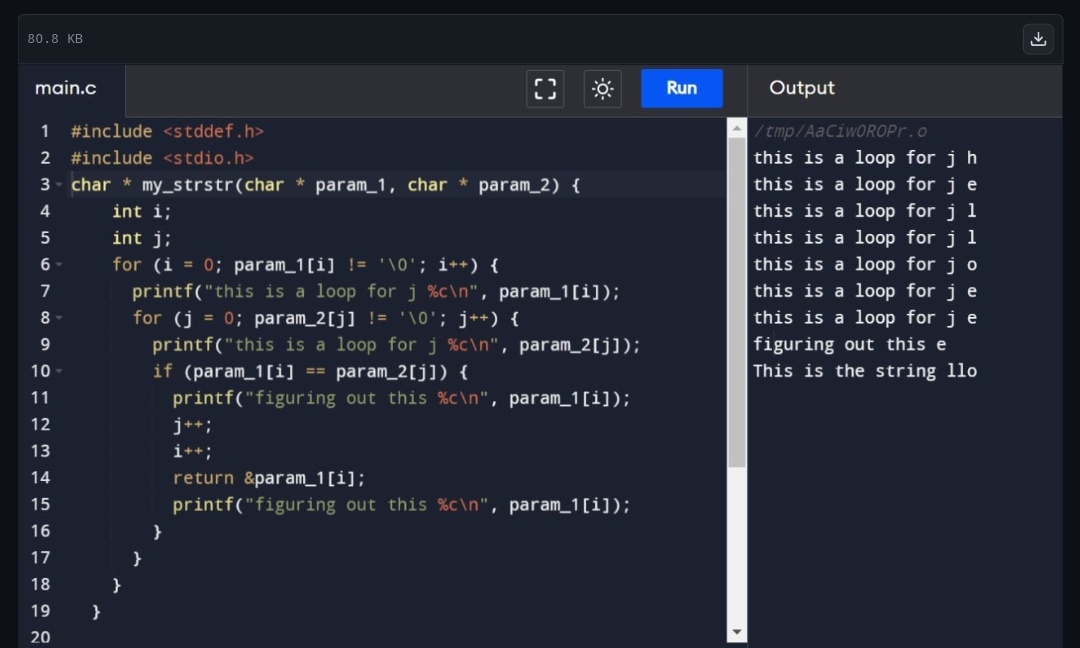 80.8 KB
main.c
Run
Output
1 #include <stddef.h>
2 #include <stdio.h>
3 char * my_strstr(char * param_1, char * param_2) {
4     int i;
5     int j;
6     for (i = 0; param_1[i] != '\0'; i++) {
7       printf("this is a loop for j %c\n", param_1[i]);
8       for (j = 0; param_2[j] != '\0'; j++) {
9         printf("this is a loop for j %c\n", param_2[j]);
10         if (param_1[i] == param_2[j]) {
11           printf("figuring out this %c\n", param_1[i]);
12           j++;
13           i++;
14           return &param_1[i];
15           printf("figuring out this %c\n", param_1[i]);
16         }
17       }
18     }
19   }
20
/tmp/AaCiwOROPr.o
this is a loop for j h
this is a loop for j e
this is a loop for j l
this is a loop for j l
this is a loop for j o
this is a loop for j e
this is a loop for j e
figuring out this e
This is the string llo